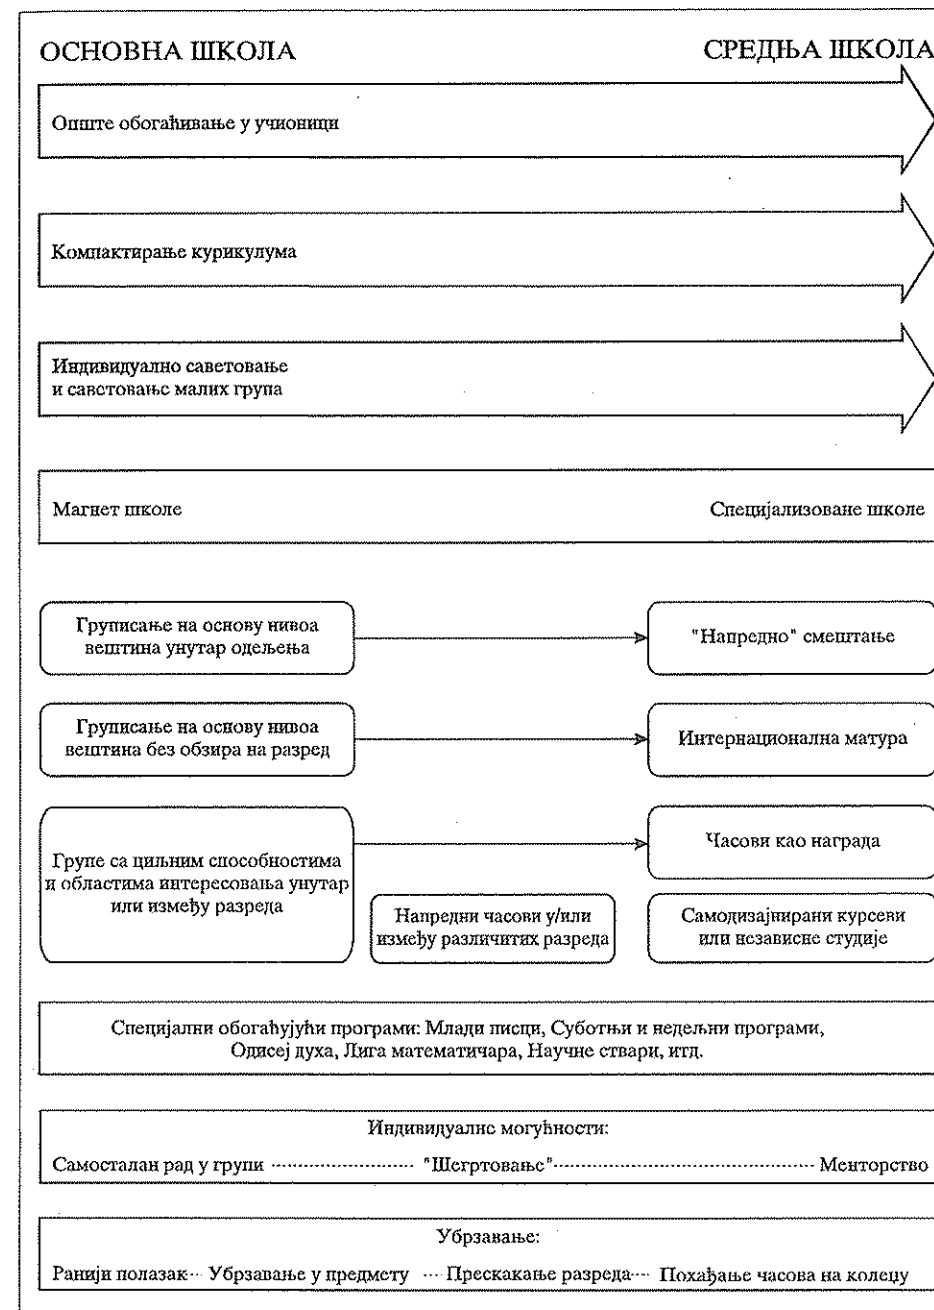 ОСНОВНА ШКОЛА СРЕДЊА ШКОЛА
Опште обогаћивање у учионици
Компактирање курикулума
Индивидуално саветовање
и саветовање малих група
Магнет школе Специјализоване школе
Груписање на основу нивоа
вештина унутар одељења
"Напредно" смештање
Груписање на основу нивоа
вештина без обзира на разред
Интернационална матура
Групе са циљним способностима
и областима интересовања унутар
или између разреда
Часови као награда
Напредни часови у/или
између различитих разреда
Самодизајнирани курсеви
или независне студије
Специјални обогаћујући програми: Млади писци, Суботњи и недељни програми,
Одисеј духа, Лига математичара, Научне ствари, итд.
Индивидуалне могућности:
Самосталан рад у групи "Шегртовање" Менторство
Убрзавање:
Ранији полазак Убрзавање у предмету Прескакање разреда Похађање часова на колеџу